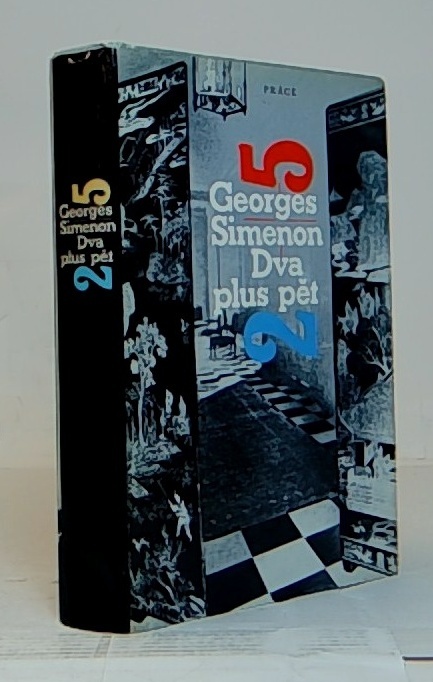 5
Georges
Simenon
Dva
plus pět
2
PRÁCE
5
Georges
Simenon
Dva
plus pět
2